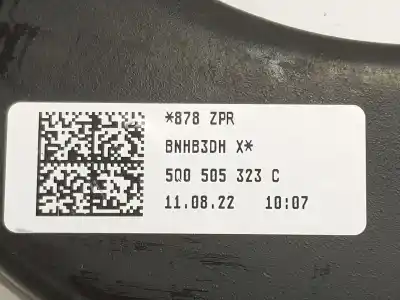 *878 ZPR
BNHB3DH X*
5Q0 505 323 C
11.08.22 10:07